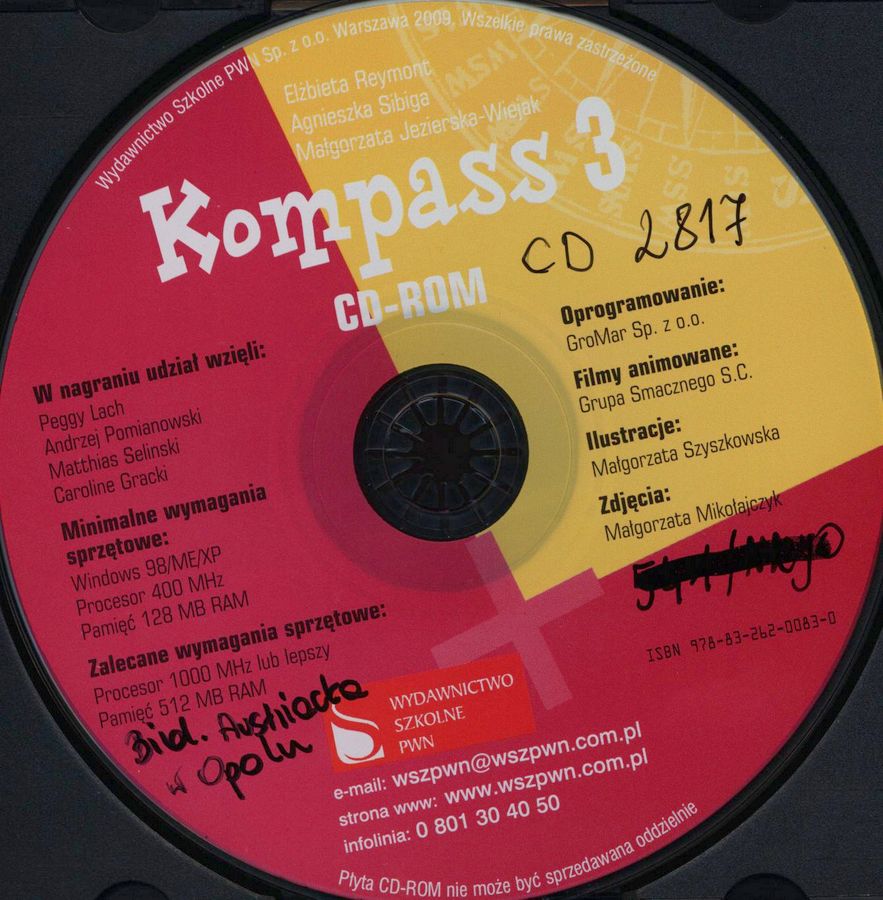 Wydawnictwo Szkolne PWN Sp. z o.o. Warszawa 2009. Wszelkie prawa zastrzeżone
Elżbieta Reymont
Agnieszka Sibiga
Małgorzata Jezierska-Wiejak
Kompass 3
CD-ROM
CD 2817
W nagraniu udział wzięli:
Peggy Lach
Andrzej Pomianowski
Matthias Selinski
Caroline Gracki
Minimalne wymagania
sprzętowe:
Windows 98/ME/XP
Procesor 400 MHz
Pamięć 128 MB RAM
Zalecane wymagania sprzętowe:
Procesor 1000 MHz lub lepszy
Pamięć 512 MB RAM
Bibl. Austriacka
w Opolu
Oprogramowanie:
GroMar Sp. z o.o.
Filmy animowane:
Grupa Smacznego S.C.
Ilustracje:
Małgorzata Szyszkowska
Zdjęcia:
Małgorzata Mikołajczyk
ISBN 978-83-262-0083-0
WYDAWNICTWO
SZKOLNE
PWN
e-mail: wszpwn@wszpwn.com.pl
strona www: www.wszpwn.com.pl
infolinia: 0 801 30 40 50
Płyta CD-ROM nie może być sprzedawana oddzielnie